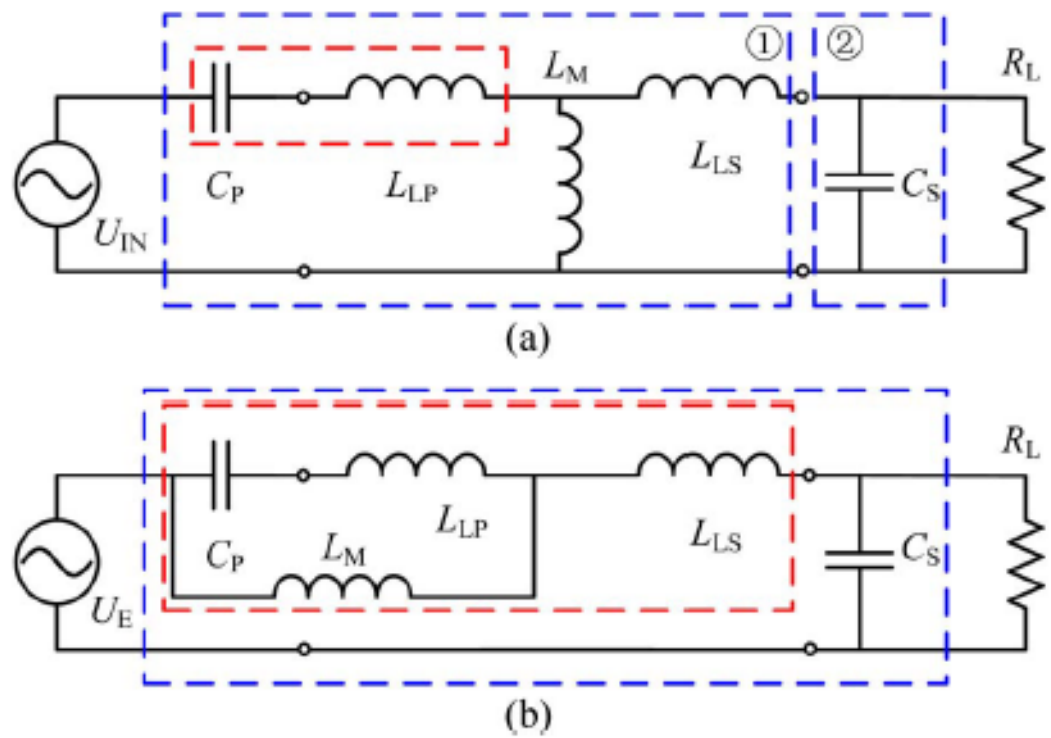 ① ②
L_M
R_L
C_P
L_LP
L_LS
C_S
U_IN
(a)
R_L
L_LP
L_LS
C_P
L_M
C_S
U_E
(b)